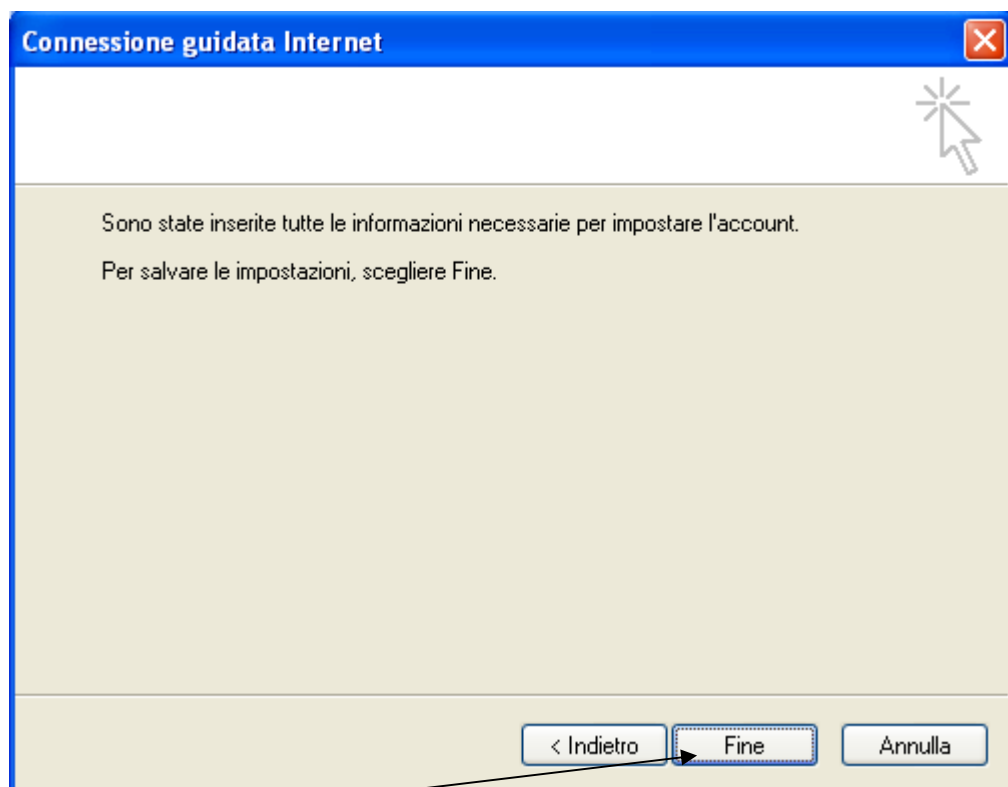 Connessione guidata Internet
Sono state inserite tutte le informazioni necessarie per impostare l'account.
Per salvare le impostazioni, scegliere Fine.
< Indietro
Fine
Annulla